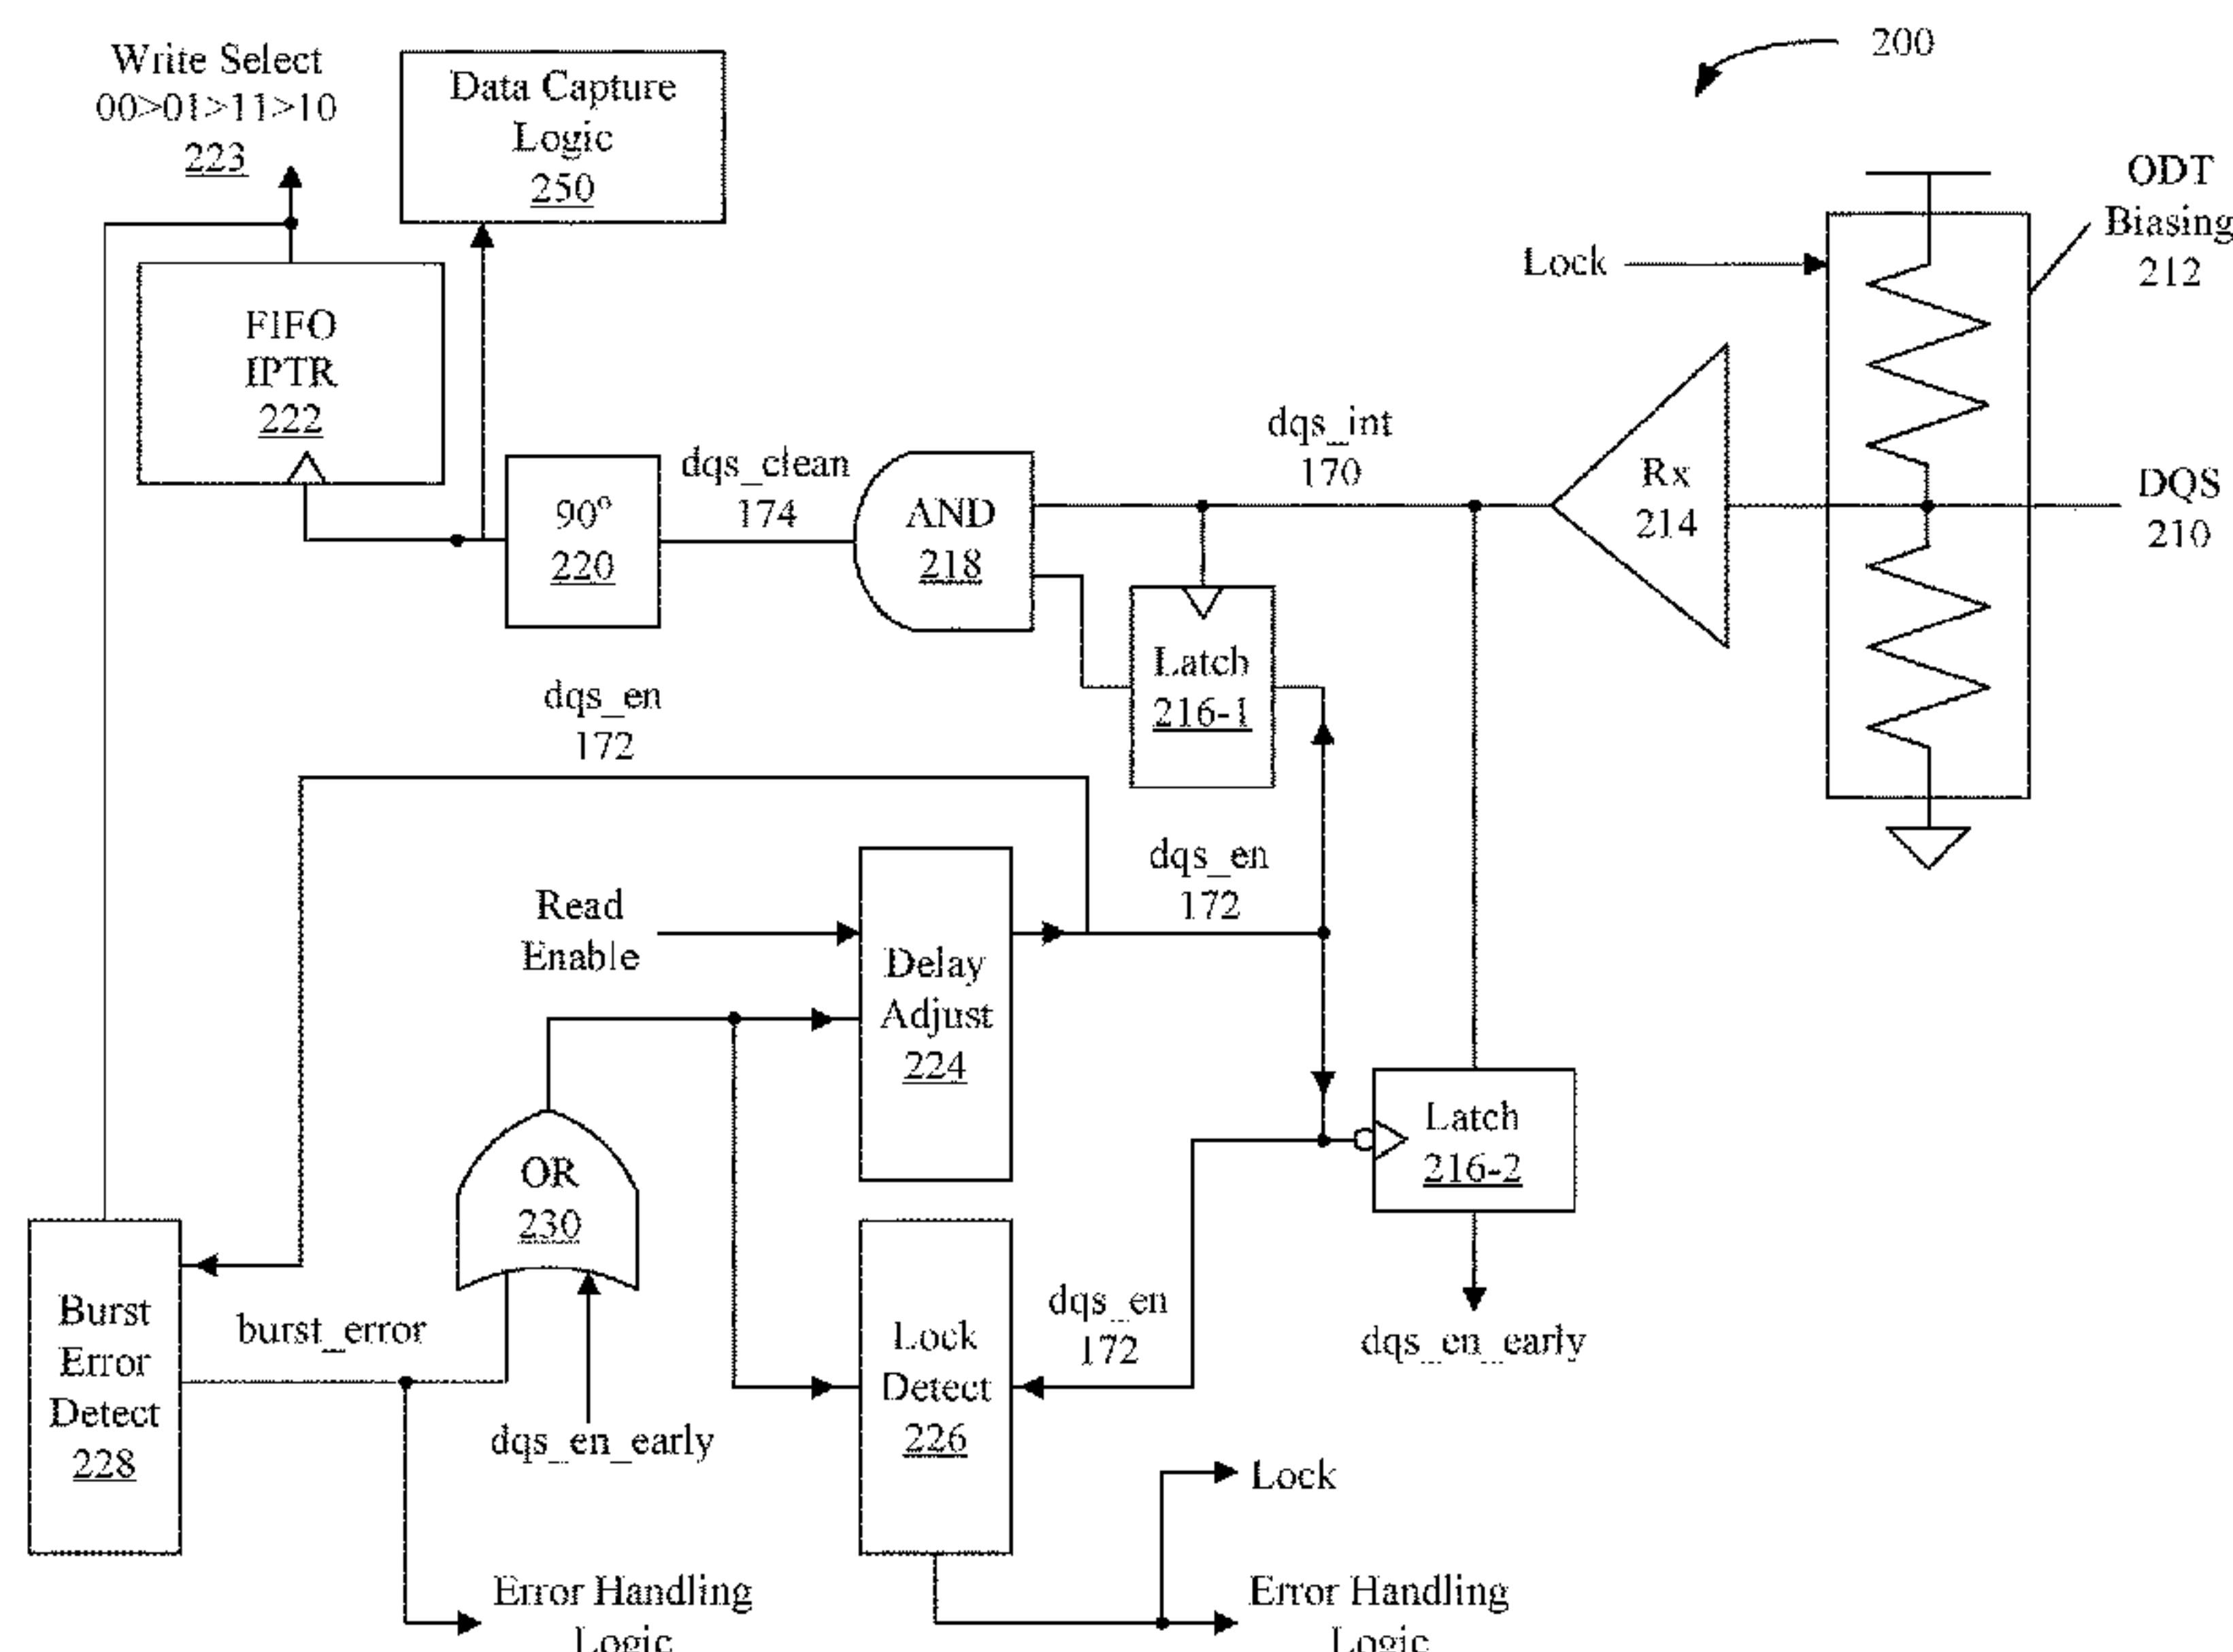 200
Write Select
00>01>11>10
223
Data Capture
Logic
250
ODT
Biasing
212
Lock
FIFO
IPTR
222
dqs_int
170
Rx
214
DQS
210
dqs_clean
174
AND
218
90°
220
Latch
216-1
dqs_en
172
dqs_en
172
Read
Enable
Delay
Adjust
224
Latch
216-2
OR
230
dqs_en
172
dqs_en_early
Burst
Error
Detect
228
burst_error
Lock
Detect
226
dqs_en_early
Lock
Error Handling
Logic
Error Handling
Logic